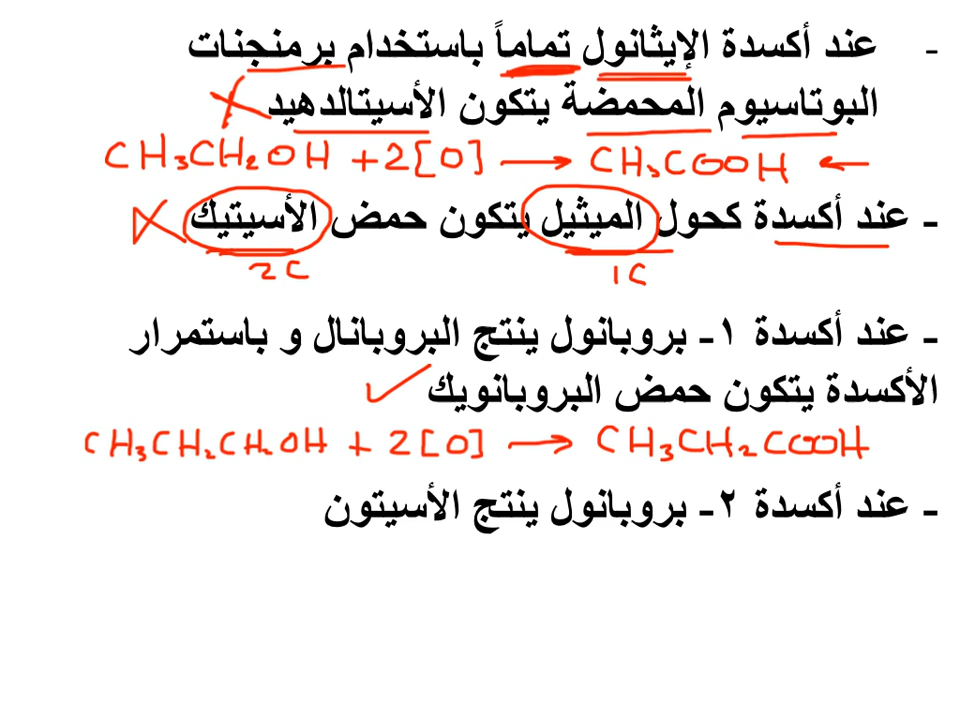 - عند أكسدة الإيثانول تماماً باستخدام برمنجنات
البوتاسيوم المحمضة يتكون الأسيتالدهيد
CH₃CH₂OH + 2[O] → CH₃COOH ←
- عند أكسدة كحول الميثيل يتكون حمض الأسيتيك
1C 2C
- عند أكسدة ١- بروبانول ينتج البروبانال و باستمرار
الأكسدة يتكون حمض البروبانويك
CH₃CH₂CH₂OH + 2[O] → CH₃CH₂COOH
- عند أكسدة ٢- بروبانول ينتج الأسيتون